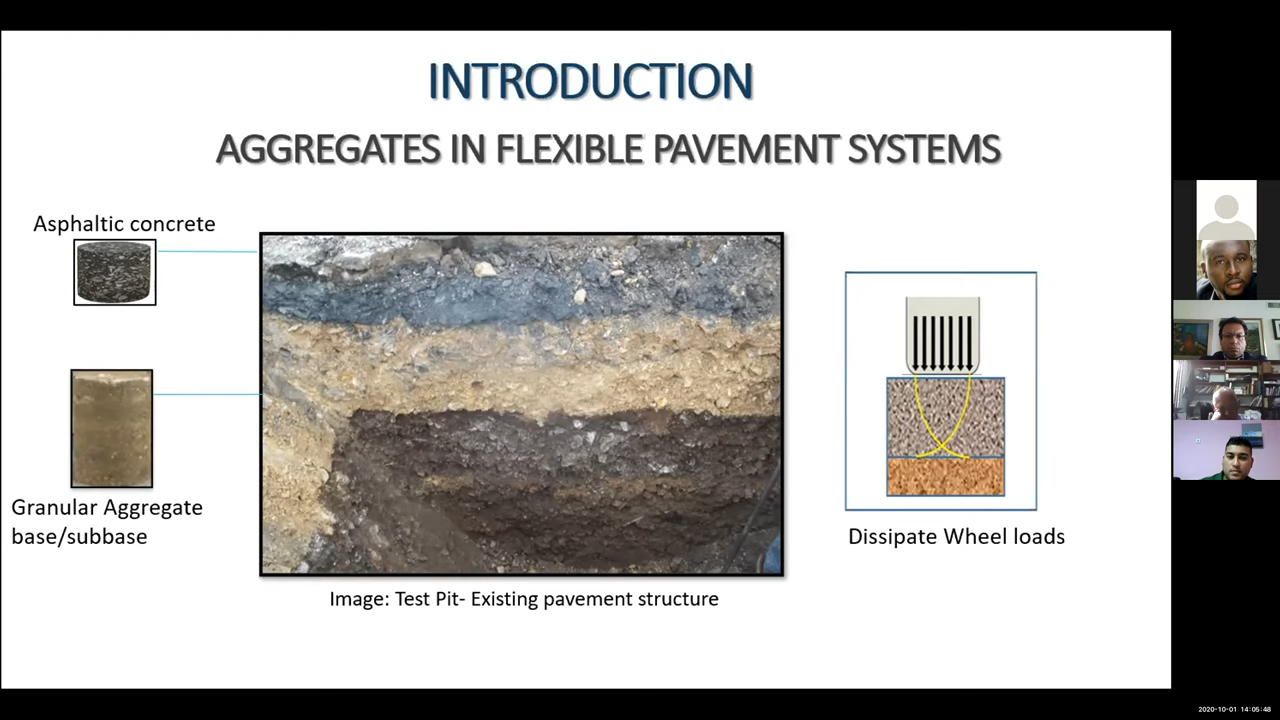 INTRODUCTION
AGGREGATES IN FLEXIBLE PAVEMENT SYSTEMS
Asphaltic concrete
Granular Aggregate
base/subbase
Dissipate Wheel loads
Image: Test Pit- Existing pavement structure
2020-10-01 14:05:48